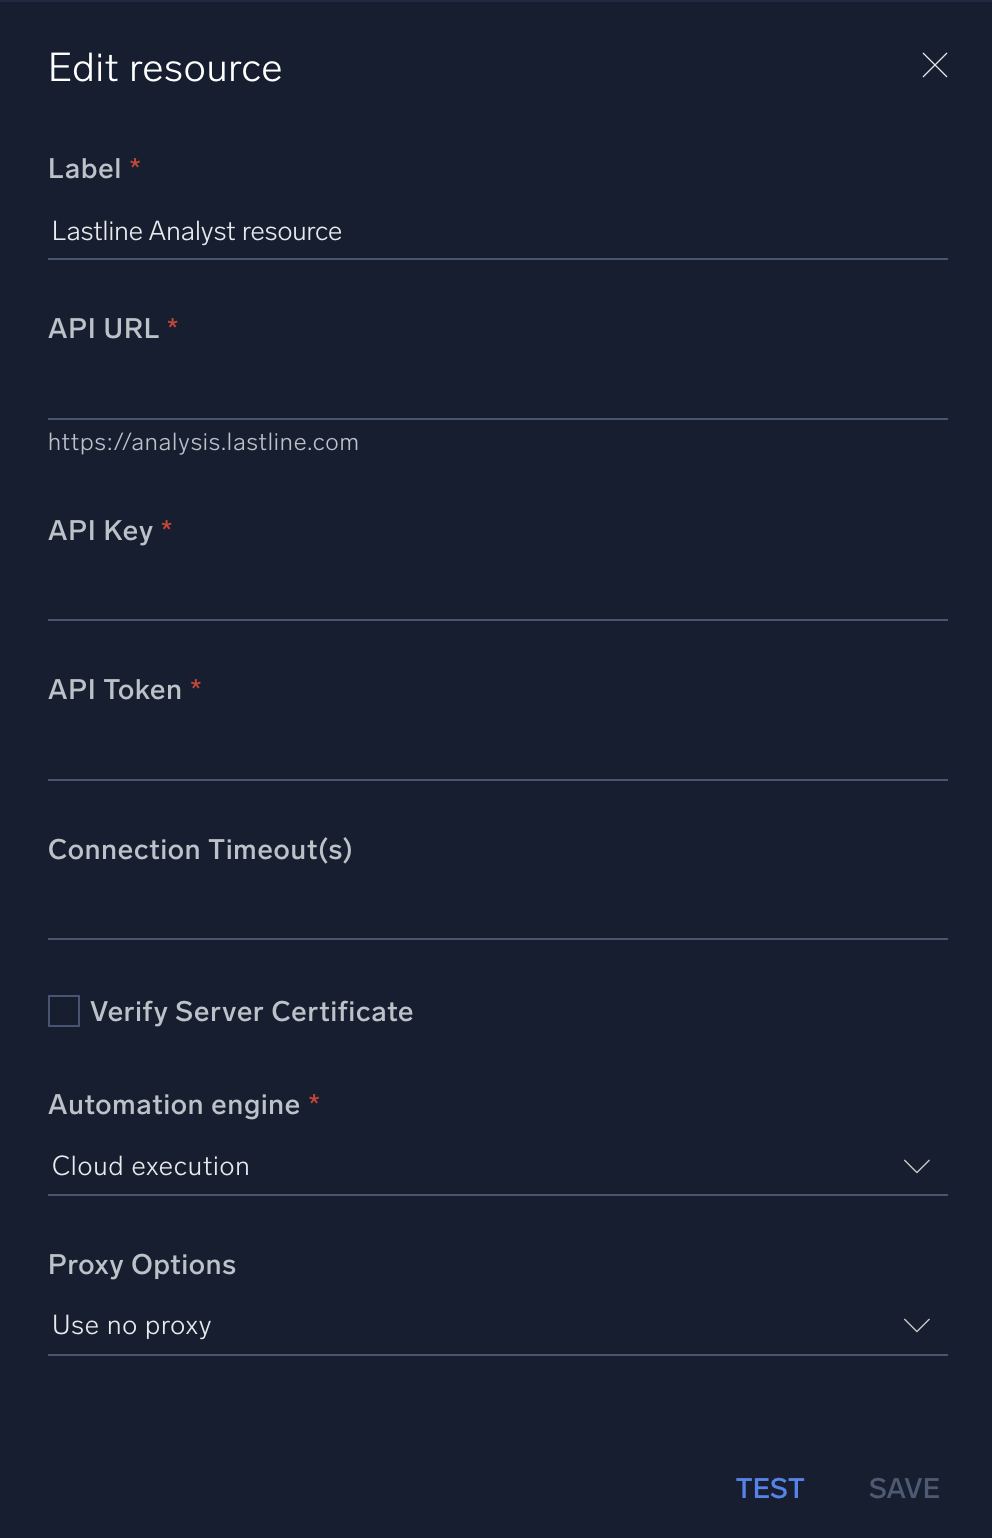 Edit resource
Label *
Lastline Analyst resource
API URL *
https://analysis.lastline.com
API Key *
API Token *
Connection Timeout(s)
Verify Server Certificate
Automation engine *
Cloud execution
Proxy Options
Use no proxy
TEST SAVE